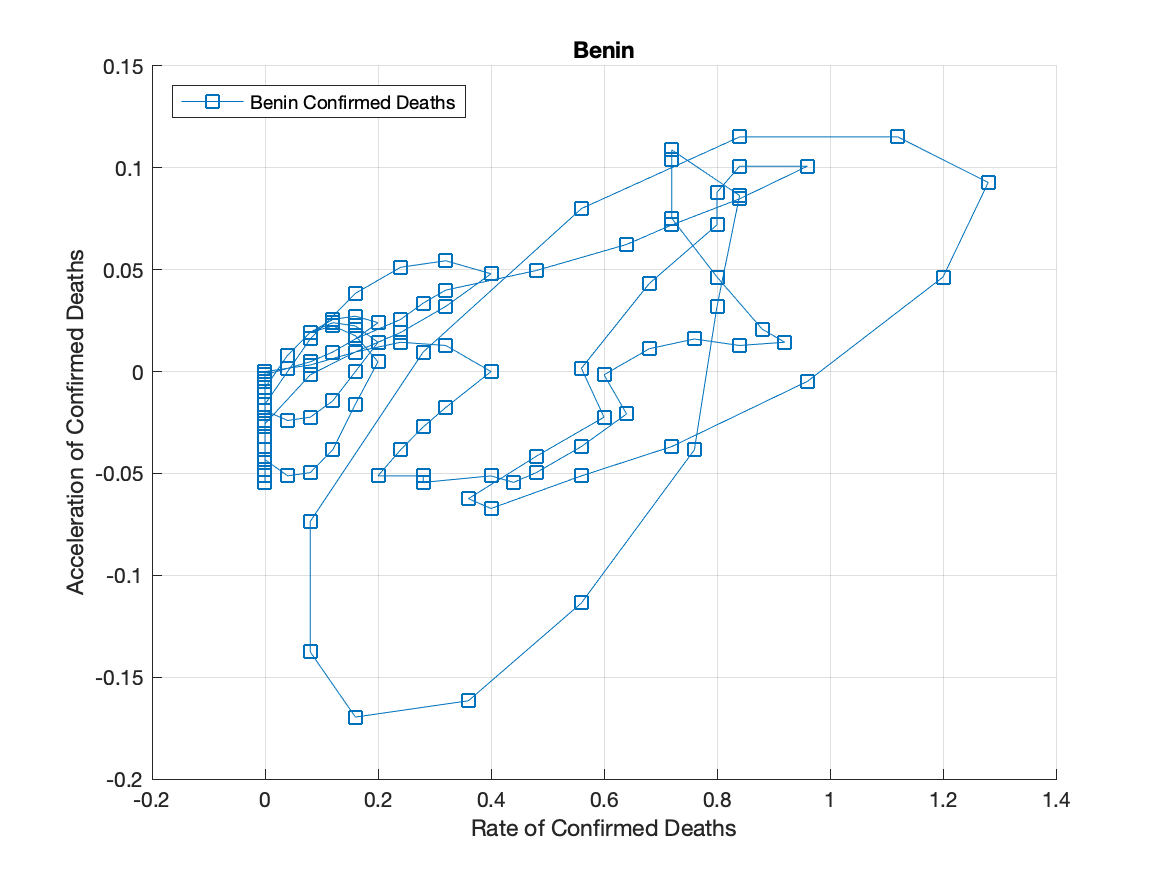 Benin
0.15
Benin Confirmed Deaths
0.1
0.05
0
-0.05
-0.1
-0.15
-0.2
Acceleration of Confirmed Deaths
-0.2 0 0.2 0.4 0.6 0.8 1 1.2 1.4
Rate of Confirmed Deaths